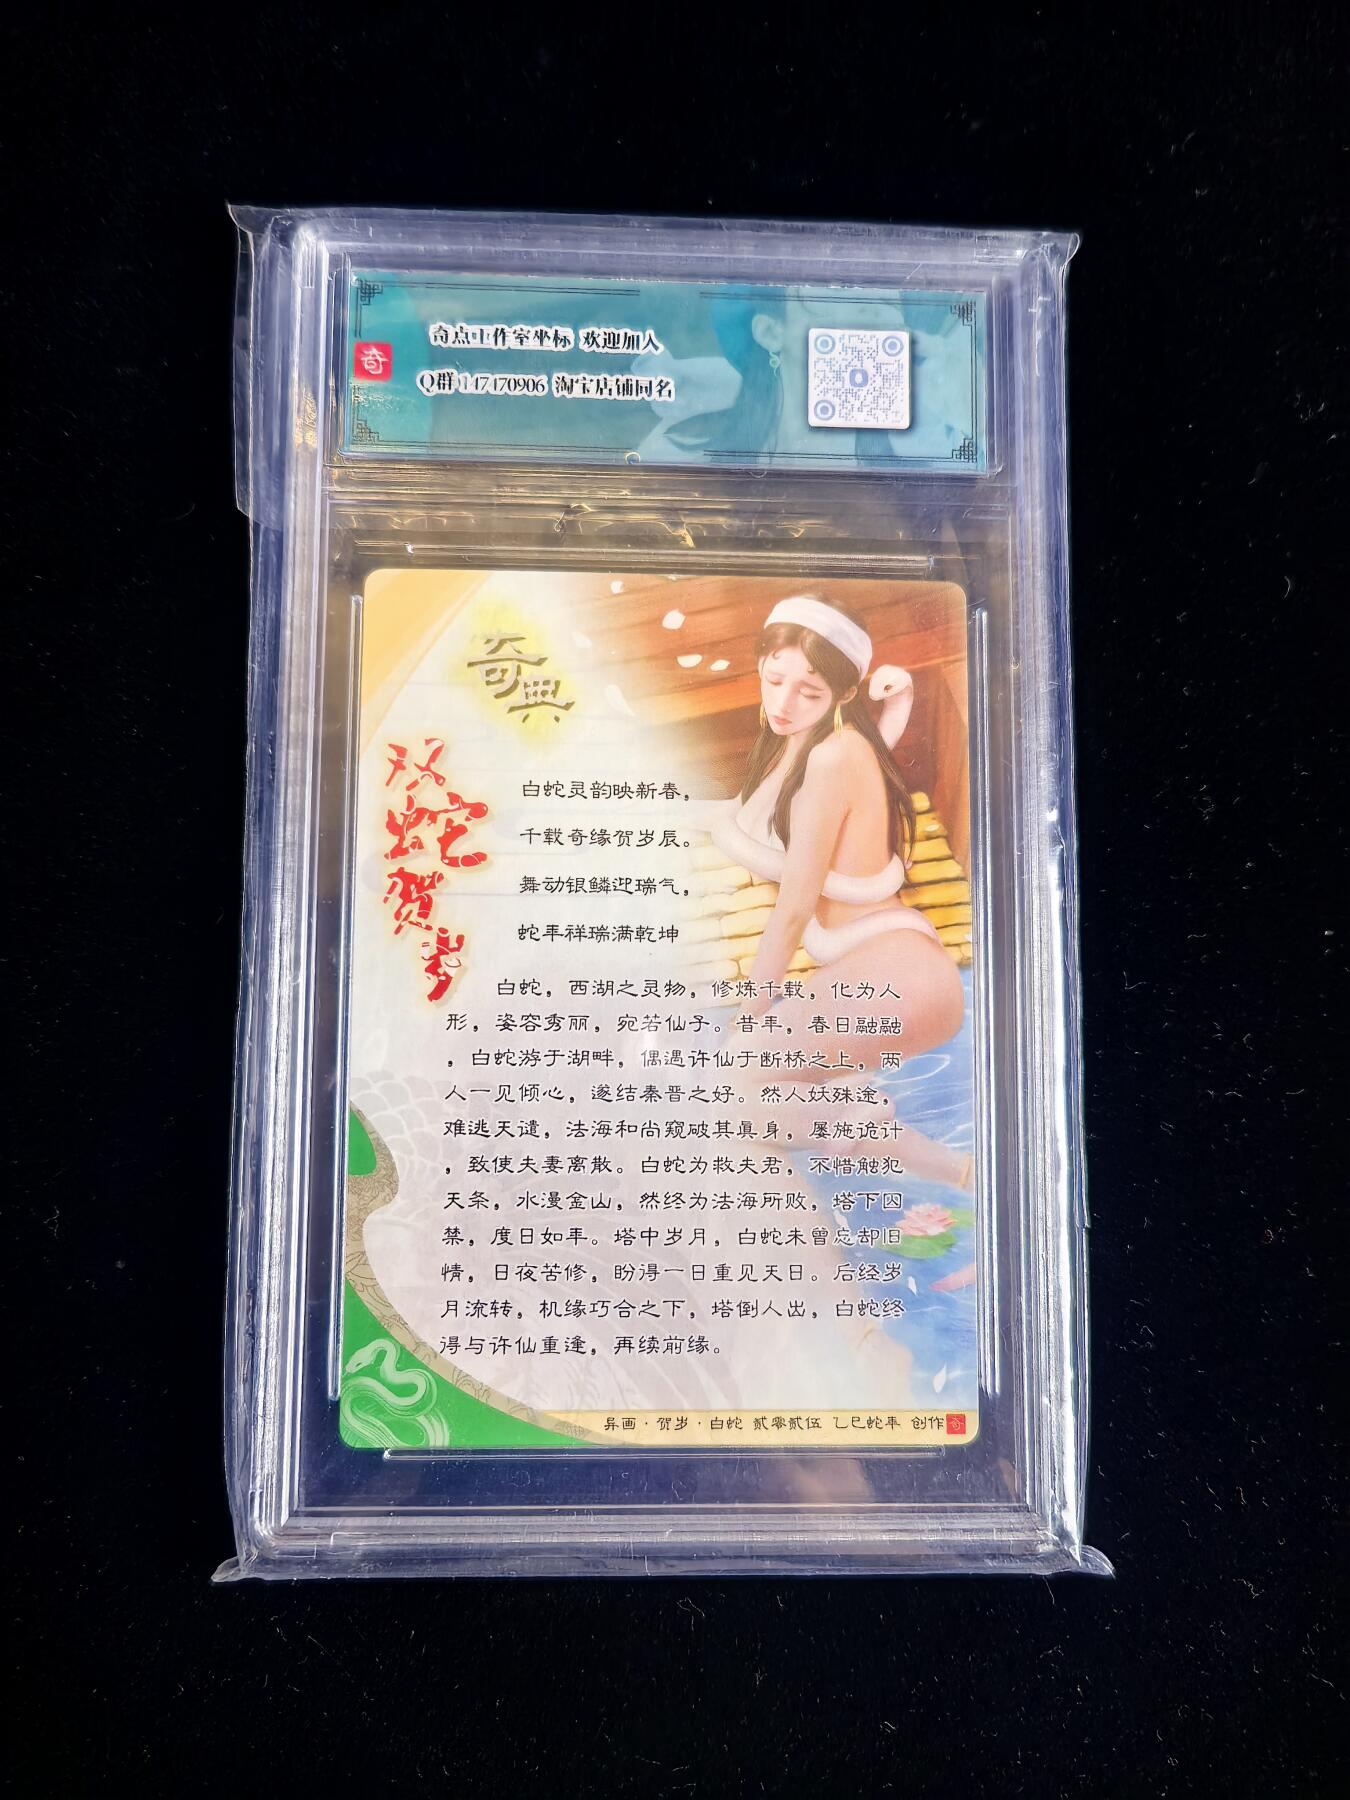 奇点工作室坐标 欢迎加入
Q群 147470906 淘宝店铺同名
奇
奇典
双蛇贺岁
白蛇灵韵映新春，
千载奇缘贺岁辰。
舞动银鳞迎瑞气，
蛇年祥瑞满乾坤
白蛇，西湖之灵物，修炼千载，化为人
形，姿容秀丽，宛若仙子。昔年，春日融融
，白蛇游于湖畔，偶遇许仙于断桥之上，两
人一见倾心，遂结秦晋之好。然人妖殊途，
难逃天谴，法海和尚窥破其真身，屡施诡计
，致使夫妻离散。白蛇为救夫君，不惜触犯
天条，水漫金山，然终为法海所败，塔下囚
禁，度日如年。塔中岁月，白蛇未曾忘却旧
情，日夜苦修，盼得一日重见天日。后经岁
月流转，机缘巧合之下，塔倒人出，白蛇终
得与许仙重逢，再续前缘。
异画·贺岁·白蛇 贰零贰伍 乙巳蛇年 创作 奇